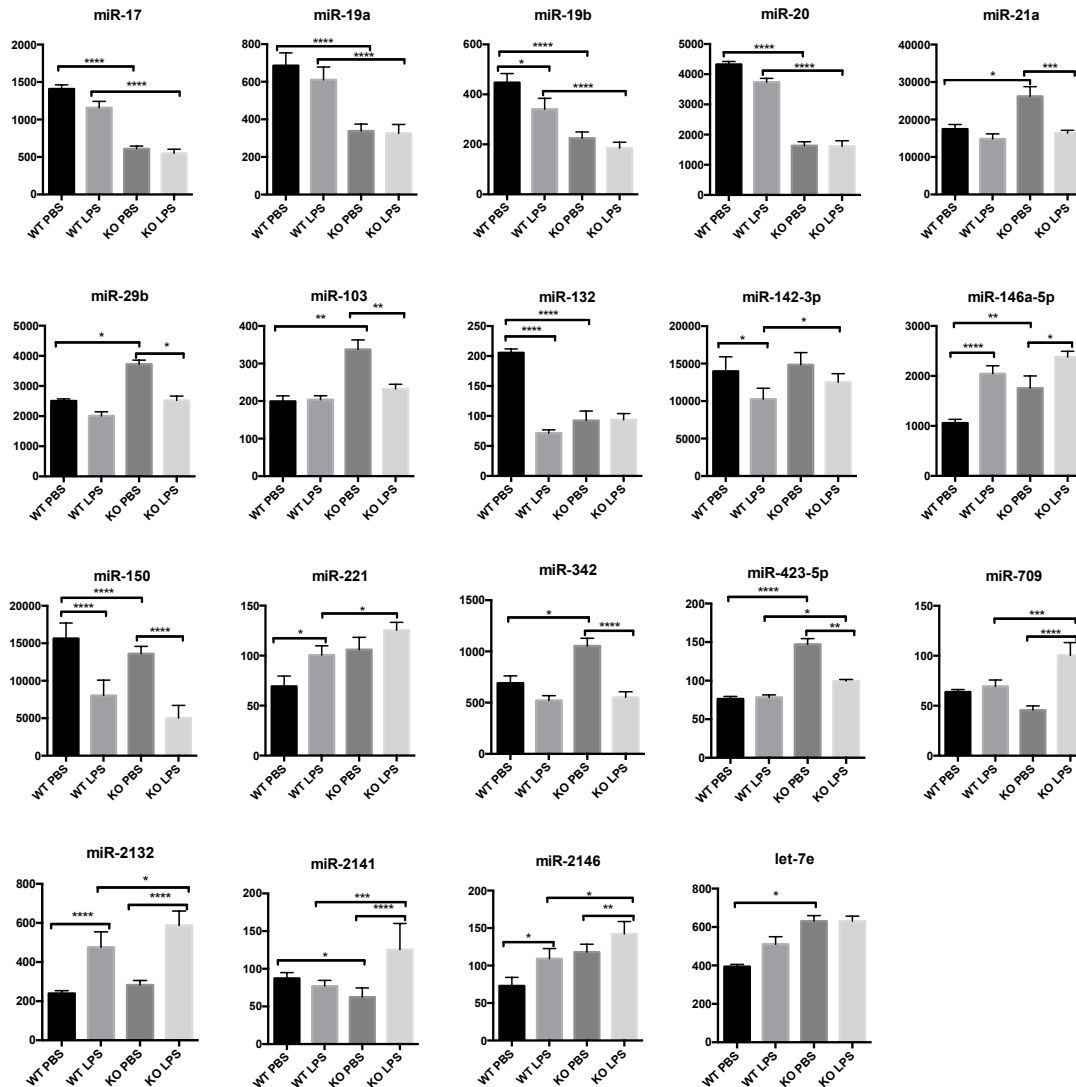 miR-17
2000
1500
1000
500
0
****
****
WT PBS
WT LPS
KO PBS
KO LPS
miR-19a
800
600
400
200
0
****
****
WT PBS
WT LPS
KO PBS
KO LPS
miR-19b
600
400
200
0
****
*
****
WT PBS
WT LPS
KO PBS
KO LPS
miR-20
5000
4000
3000
2000
1000
0
****
****
WT PBS
WT LPS
KO PBS
KO LPS
miR-21a
40000
30000
20000
10000
0
*
***
WT PBS
WT LPS
KO PBS
KO LPS
miR-29b
5000
4000
3000
2000
1000
0
*
*
WT PBS
WT LPS
KO PBS
KO LPS
miR-103
400
300
200
100
0
**
**
WT PBS
WT LPS
KO PBS
KO LPS
miR-132
250
200
150
100
50
0
****
****
WT PBS
WT LPS
KO PBS
KO LPS
miR-142-3p
20000
15000
10000
5000
0
*
*
WT PBS
WT LPS
KO PBS
KO LPS
miR-146a-5p
3000
2000
1000
0
**
****
*
WT PBS
WT LPS
KO PBS
KO LPS
miR-150
20000
15000
10000
5000
0
****
****
****
WT PBS
WT LPS
KO PBS
KO LPS
miR-221
150
100
50
0
*
*
WT PBS
WT LPS
KO PBS
KO LPS
miR-342
1500
1000
500
0
*
****
WT PBS
WT LPS
KO PBS
KO LPS
miR-423-5p
200
150
100
50
0
****
*
**
WT PBS
WT LPS
KO PBS
KO LPS
miR-709
150
100
50
0
***
****
WT PBS
WT LPS
KO PBS
KO LPS
miR-2132
800
600
400
200
0
*
****
****
WT PBS
WT LPS
KO PBS
KO LPS
miR-2141
200
150
100
50
0
***
****
*
WT PBS
WT LPS
KO PBS
KO LPS
miR-2146
200
150
100
50
0
*
**
*
WT PBS
WT LPS
KO PBS
KO LPS
let-7e
800
600
400
200
0
*
WT PBS
WT LPS
KO PBS
KO LPS